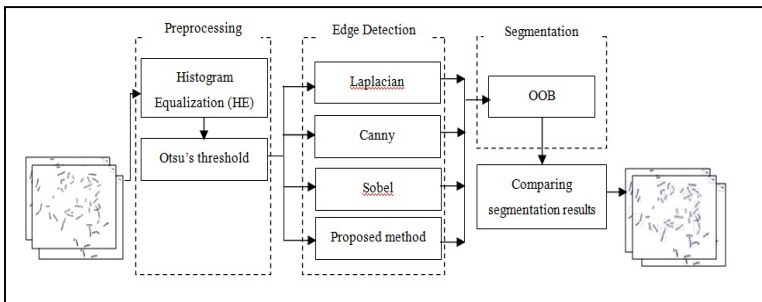 Preprocessing
Histogram
Equalization (HE)
Otsu's threshold
Edge Detection
Laplacian
Canny
Sobel
Proposed method
Segmentation
OOB
Comparing
segmentation results